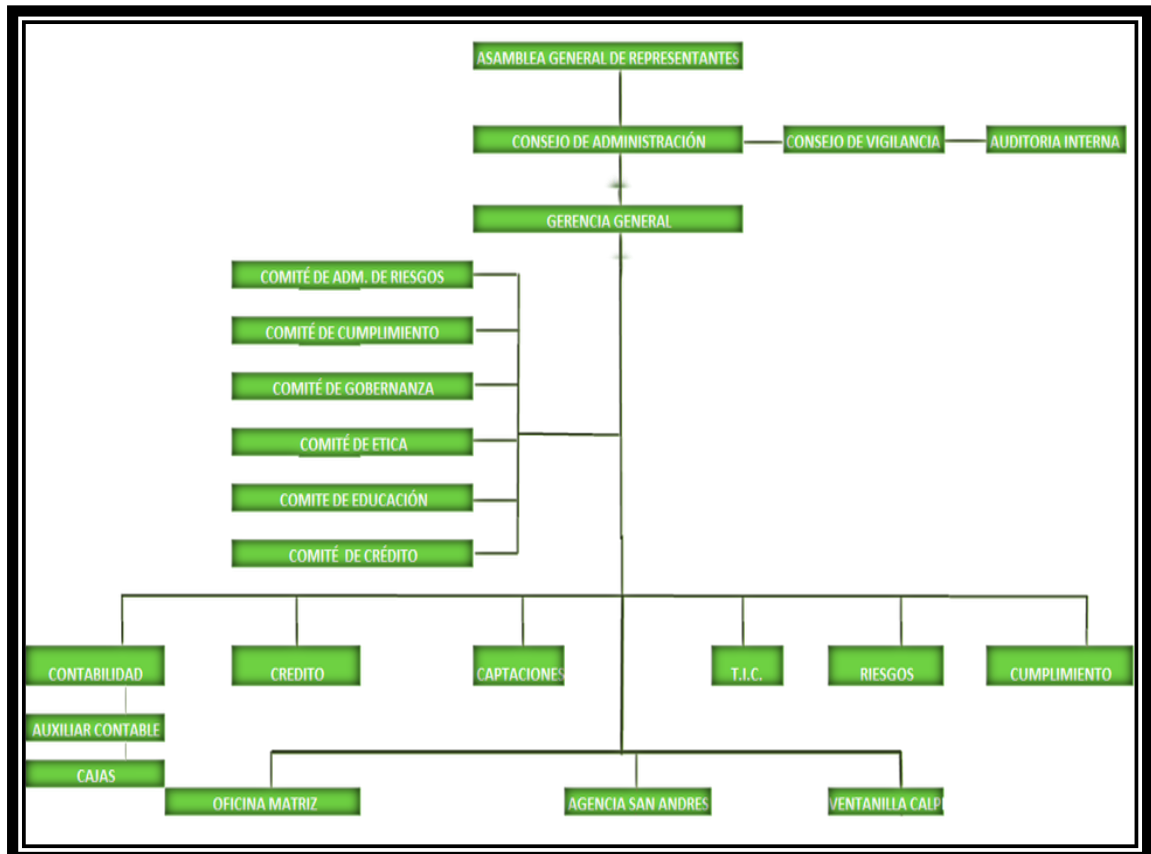 ASAMBLEA GENERAL DE REPRESENTANTES
CONSEJO DE ADMINISTRACIÓN
CONSEJO DE VIGILANCIA
AUDITORIA INTERNA
GERENCIA GENERAL
COMITÉ DE ADM. DE RIESGOS
COMITÉ DE CUMPLIMIENTO
COMITÉ DE GOBERNANZA
COMITÉ DE ETICA
COMITE DE EDUCACIÓN
COMITÉ DE CRÉDITO
CONTABILIDAD
CREDITO
CAPTACIONES
T.I.C.
RIESGOS
CUMPLIMIENTO
AUXILIAR CONTABLE
CAJAS
OFICINA MATRIZ
AGENCIA SAN ANDRES
VENTANILLA CALPI